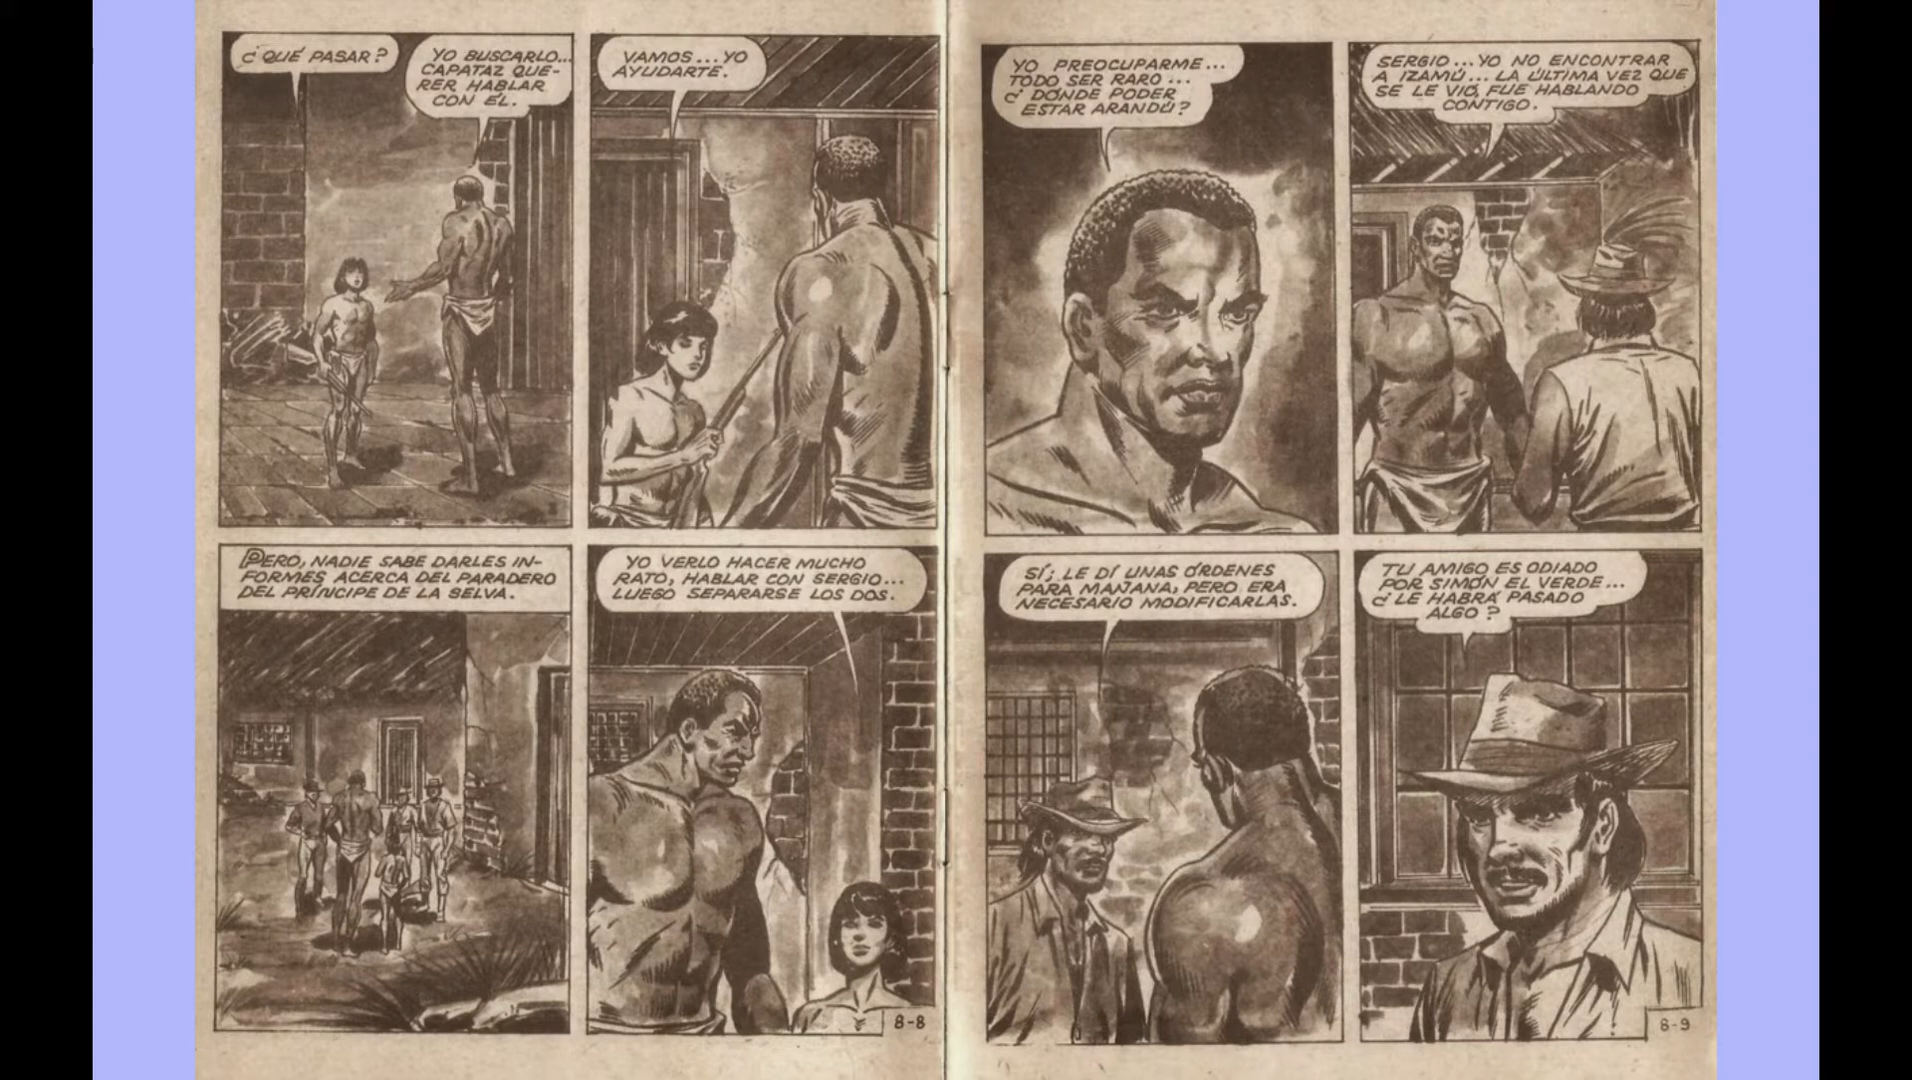 ¿QUÉ PASAR?
YO BUSCARLO...
CAPATAZ QUE-
RER HABLAR
CON ÉL.
VAMOS...YO
AYUDARTE.
PERO, NADIE SABE DARLES IN-
FORMES ACERCA DEL PARADERO
DEL PRÍNCIPE DE LA SELVA.
YO VERLO HACER MUCHO
RATO, HABLAR CON SERGIO...
LUEGO SEPARARSE LOS DOS.
8-8
YO PREOCUPARME...
TODO SER RARO...
¿DÓNDE PODER
ESTAR ARANDÚ?
SERGIO...YO NO ENCONTRAR
A IZAMÚ...LA ÚLTIMA VEZ QUE
SE LE VIÓ, FUE HABLANDO
CONTIGO.
SÍ; LE DÍ UNAS ÓRDENES
PARA MAÑANA, PERO ERA
NECESARIO MODIFICARLAS.
TU AMIGO ES ODIADO
POR SIMÓN EL VERDE...
¿LE HABRÁ PASADO
ALGO?
8-9